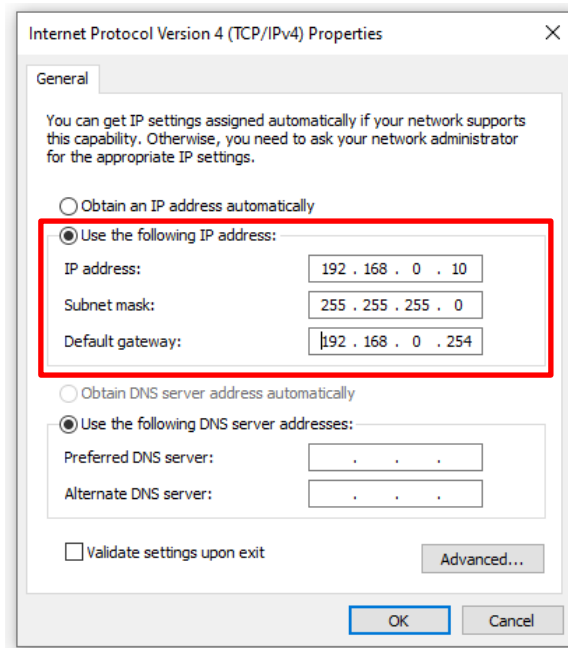 Internet Protocol Version 4 (TCP/IPv4) Properties
General
You can get IP settings assigned automatically if your network supports
this capability. Otherwise, you need to ask your network administrator
for the appropriate IP settings.
Obtain an IP address automatically
Use the following IP address:
IP address: 192 . 168 . 0 . 10
Subnet mask: 255 . 255 . 255 . 0
Default gateway: 192 . 168 . 0 . 254
Obtain DNS server address automatically
Use the following DNS server addresses:
Preferred DNS server: . . .
Alternate DNS server: . . .
Validate settings upon exit
Advanced...
OK Cancel